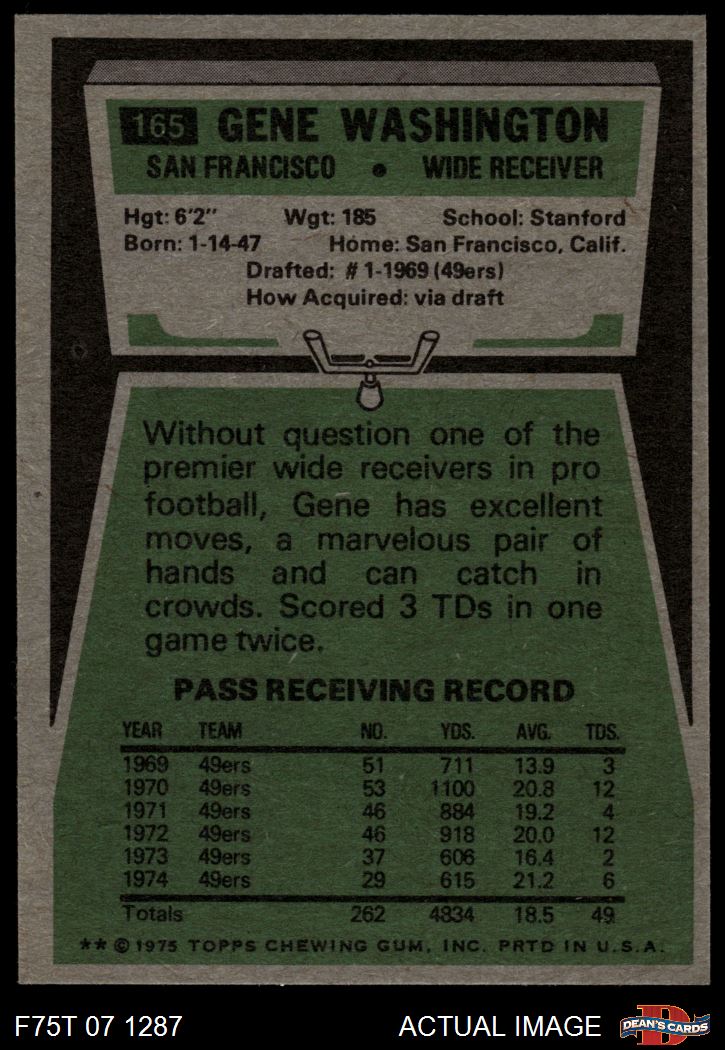 165 GENE WASHINGTON
SAN FRANCISCO • WIDE RECEIVER
Hgt: 6'2" Wgt: 185 School: Stanford
Born: 1-14-47 Home: San Francisco, Calif.
Drafted: #1-1969 (49ers)
How Acquired: via draft
Without question one of the
premier wide receivers in pro
football, Gene has excellent
moves, a marvelous pair of
hands and can catch in
crowds. Scored 3 TDs in one
game twice.
PASS RECEIVING RECORD
YEAR TEAM NO. YDS. AVG. TDS.
1969 49ers 51 711 13.9 3
1970 49ers 53 1100 20.8 12
1971 49ers 46 884 19.2 4
1972 49ers 46 918 20.0 12
1973 49ers 37 606 16.4 2
1974 49ers 29 615 21.2 6
Totals 262 4834 18.5 49
** © 1975 TOPPS CHEWING GUM, INC. PRTD IN U.S.A.
F75T 07 1287 ACTUAL IMAGE D DEAN'S CARDS